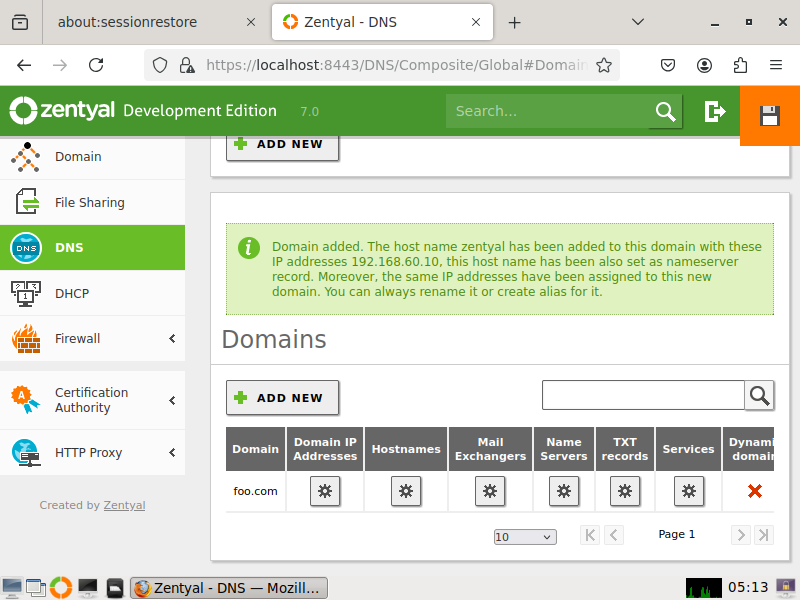 about:sessionrestore
Zentyal - DNS
https://localhost:8443/DNS/Composite/Global#Domain
zentyal Development Edition 7.0
Search...
Domain
File Sharing
DNS
DNS
DHCP
1
Firewall
A
Certification
Authority
HTTP Proxy
Created by Zentyal
ADD NEW
i
Domain added. The host name zentyal has been added to this domain with these
IP addresses 192.168.60.10, this host name has been also set as nameserver
record. Moreover, the same IP addresses have been assigned to this new
domain. You can always rename it or create alias for it.
Domains
ADD NEW
Domain
Domain IP
Addresses
Hostnames
Mail
Exchangers
Name
Servers
TXT
records
Services
Dynami
domain
foo.com
10
Page 1
Zentyal - DNS — Mozill...
05:13